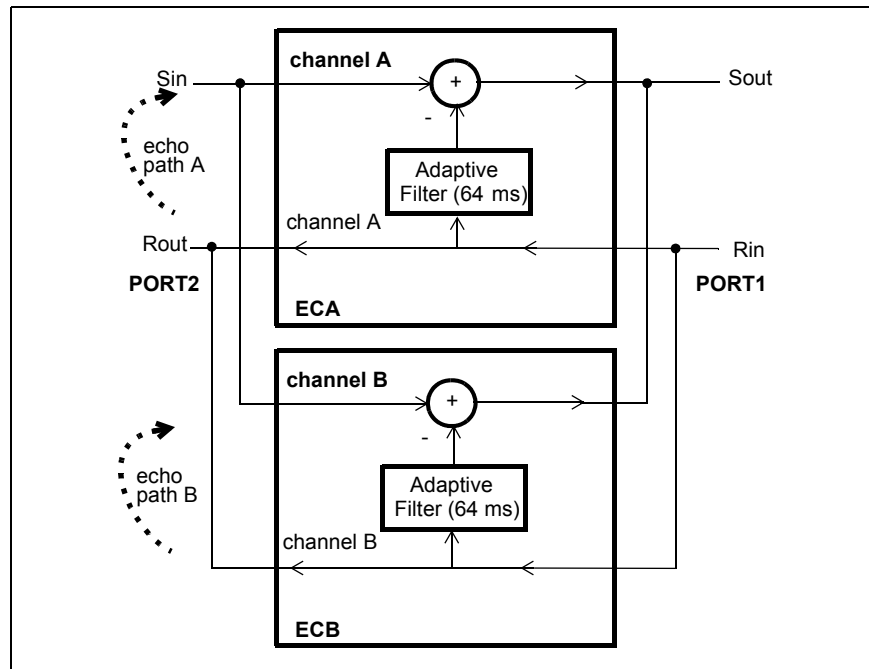 channel A
Sin
+
Sout
-
echo
path A
Adaptive
Filter (64 ms)
channel A
Rout
Rin
PORT2
PORT1
ECA
channel B
+
-
echo
path B
Adaptive
Filter (64 ms)
channel B
ECB